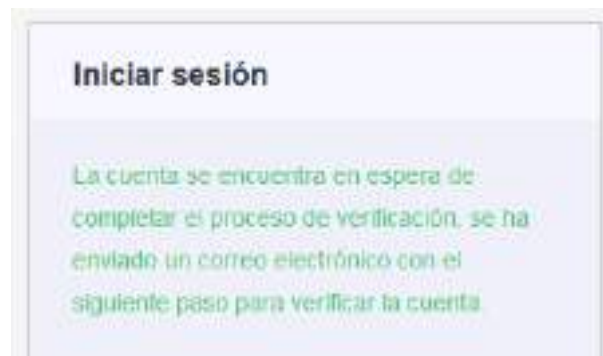 Iniciar sesión
La cuenta se encuentra en espera de
completar el proceso de verificación, se ha
enviado un correo electrónico con el
siguiente paso para verificar la cuenta